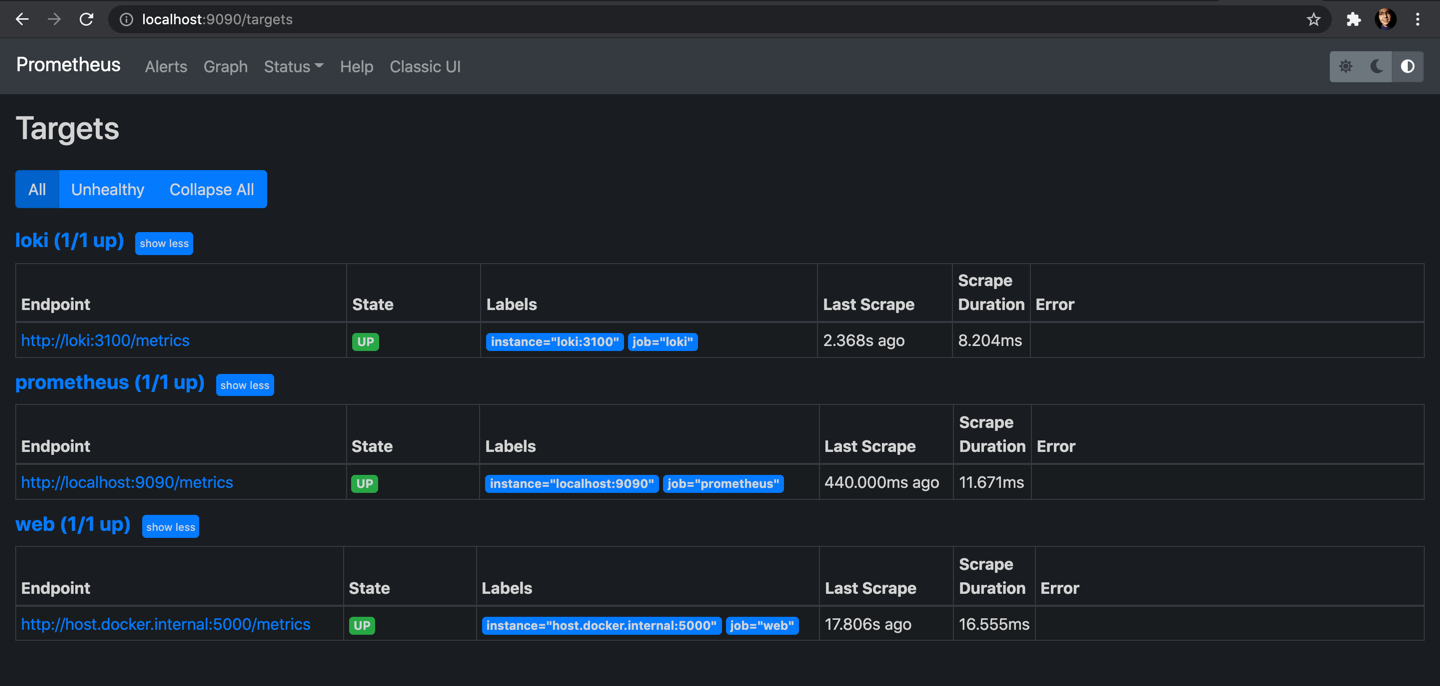 localhost:9090/targets
Prometheus Alerts Graph Status Help Classic UI
Targets
All Unhealthy Collapse All
loki (1/1 up) show less
Endpoint State Labels Last Scrape Scrape Duration Error
http://loki:3100/metrics UP instance="loki:3100" job="loki" 2.368s ago 8.204ms
prometheus (1/1 up) show less
Endpoint State Labels Last Scrape Scrape Duration Error
http://localhost:9090/metrics UP instance="localhost:9090" job="prometheus" 440.000ms ago 11.671ms
web (1/1 up) show less
Endpoint State Labels Last Scrape Scrape Duration Error
http://host.docker.internal:5000/metrics UP instance="host.docker.internal:5000" job="web" 17.806s ago 16.555ms